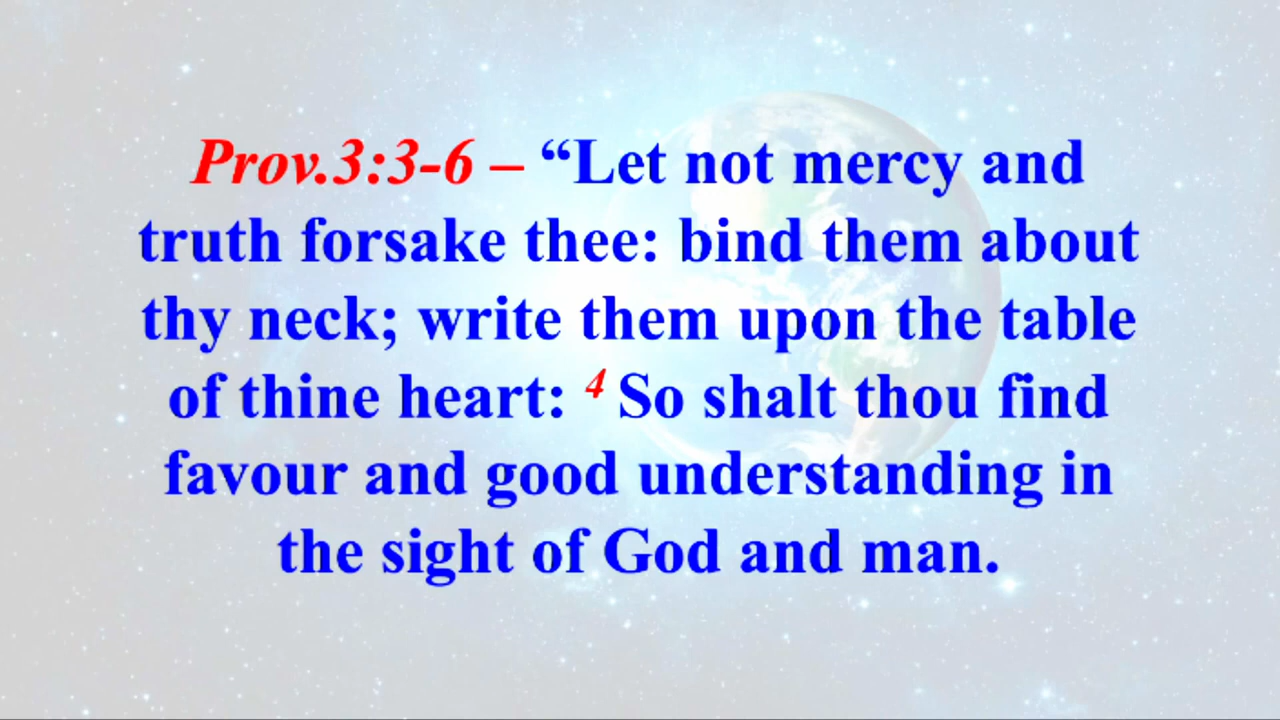 Prov.3:3-6 – “Let not mercy and
truth forsake thee: bind them about
thy neck; write them upon the table
of thine heart: 4 So shalt thou find
favour and good understanding in
the sight of God and man.